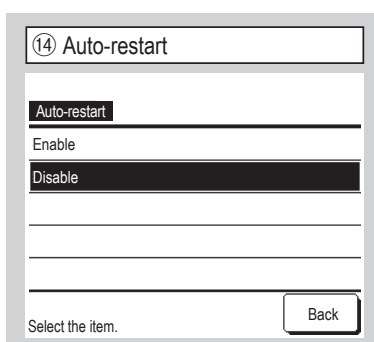 ⑭ Auto-restart
Auto-restart
Enable
Disable
Select the item.
Back